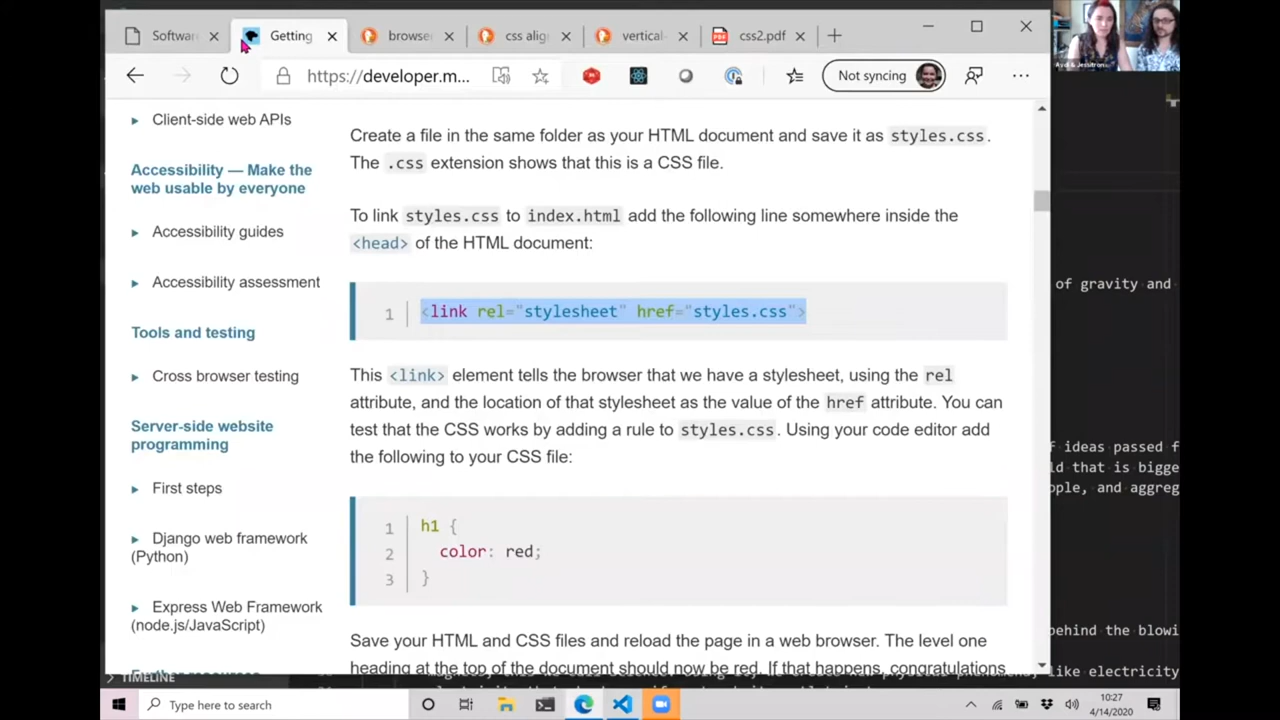 Softwar
Getting
browse
css alig
vertical-
css2.pdf
https://developer.m...
Not syncing
Client-side web APIs
Accessibility — Make the
web usable by everyone
Accessibility guides
Accessibility assessment
Tools and testing
Cross browser testing
Server-side website
programming
First steps
Django web framework
(Python)
Express Web Framework
(node.js/JavaScript)
Create a file in the same folder as your HTML document and save it as styles.css.
The .css extension shows that this is a CSS file.
To link styles.css to index.html add the following line somewhere inside the
<head> of the HTML document:
1 <link rel="stylesheet" href="styles.css">
This <link> element tells the browser that we have a stylesheet, using the rel
attribute, and the location of that stylesheet as the value of the href attribute. You can
test that the CSS works by adding a rule to styles.css. Using your code editor add
the following to your CSS file:
1 h1 {
2 color: red;
3 }
Save your HTML and CSS files and reload the page in a web browser. The level one
heading at the top of the document should now be red. If that happens, congratulations
of gravity and
f ideas passed f
ld that is bigge
ople, and aggreg
behind the blowi
like electricity
TIMELINE
Type here to search
10:27
4/14/2020